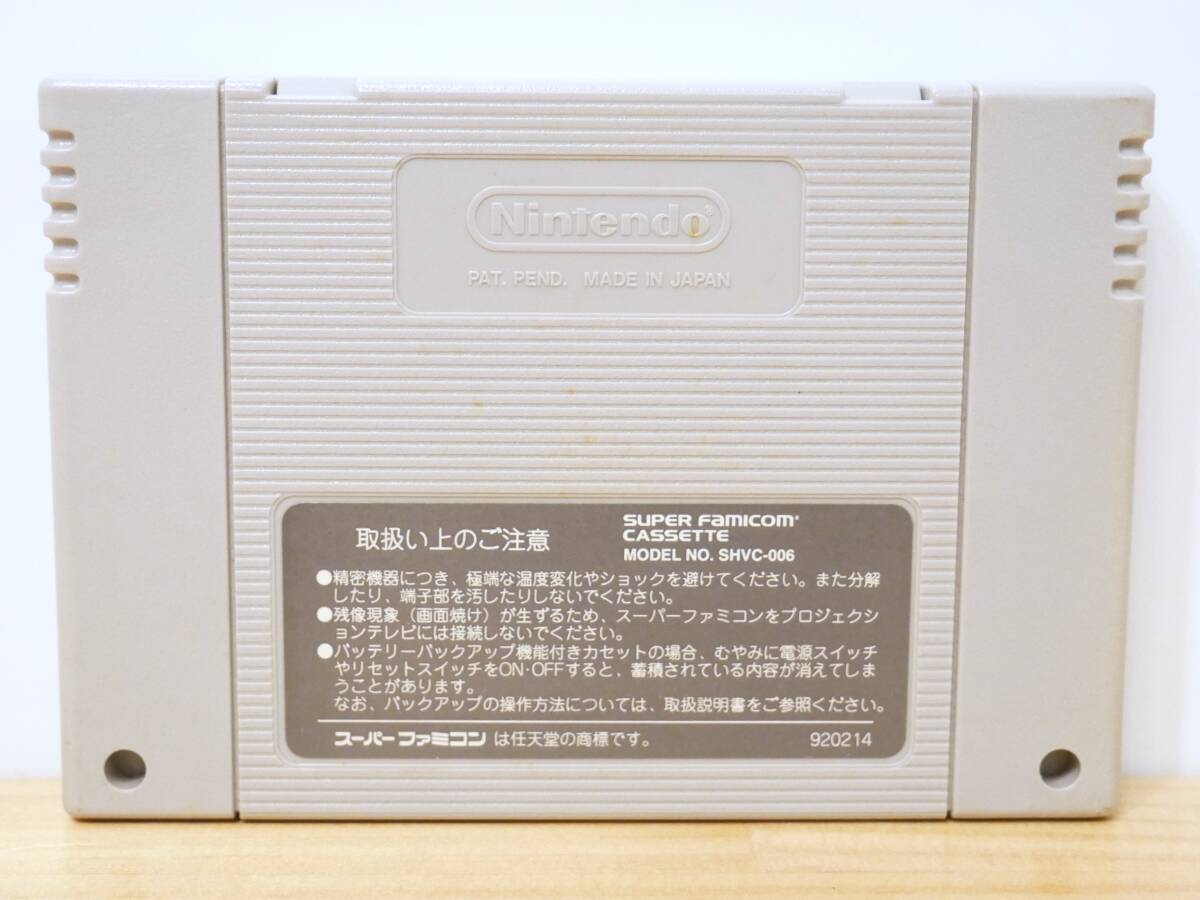 Nintendo®
PAT. PEND. MADE IN JAPAN
取扱い上のご注意
SUPER FAMICOM
CASSETTE
MODEL NO. SHVC-006
●精密機器につき、極端な湿度変化やショックを避けてください。また分解
したり、端子部を汚したりしないでください。
●残像現象（画面焼け）が生ずるため、スーパーファミコンをプロジェクシ
ョンテレビには接続しないでください。
●バッテリーバックアップ機能付きカセットの場合、むやみに電源スイッチ
やリセットスイッチをON・OFFすると、蓄積されている内容が消えてしま
うことがあります。
なお、バックアップの操作方法については、取扱説明書をご参照ください。
スーパーファミコン は任天堂の商標です。 920214